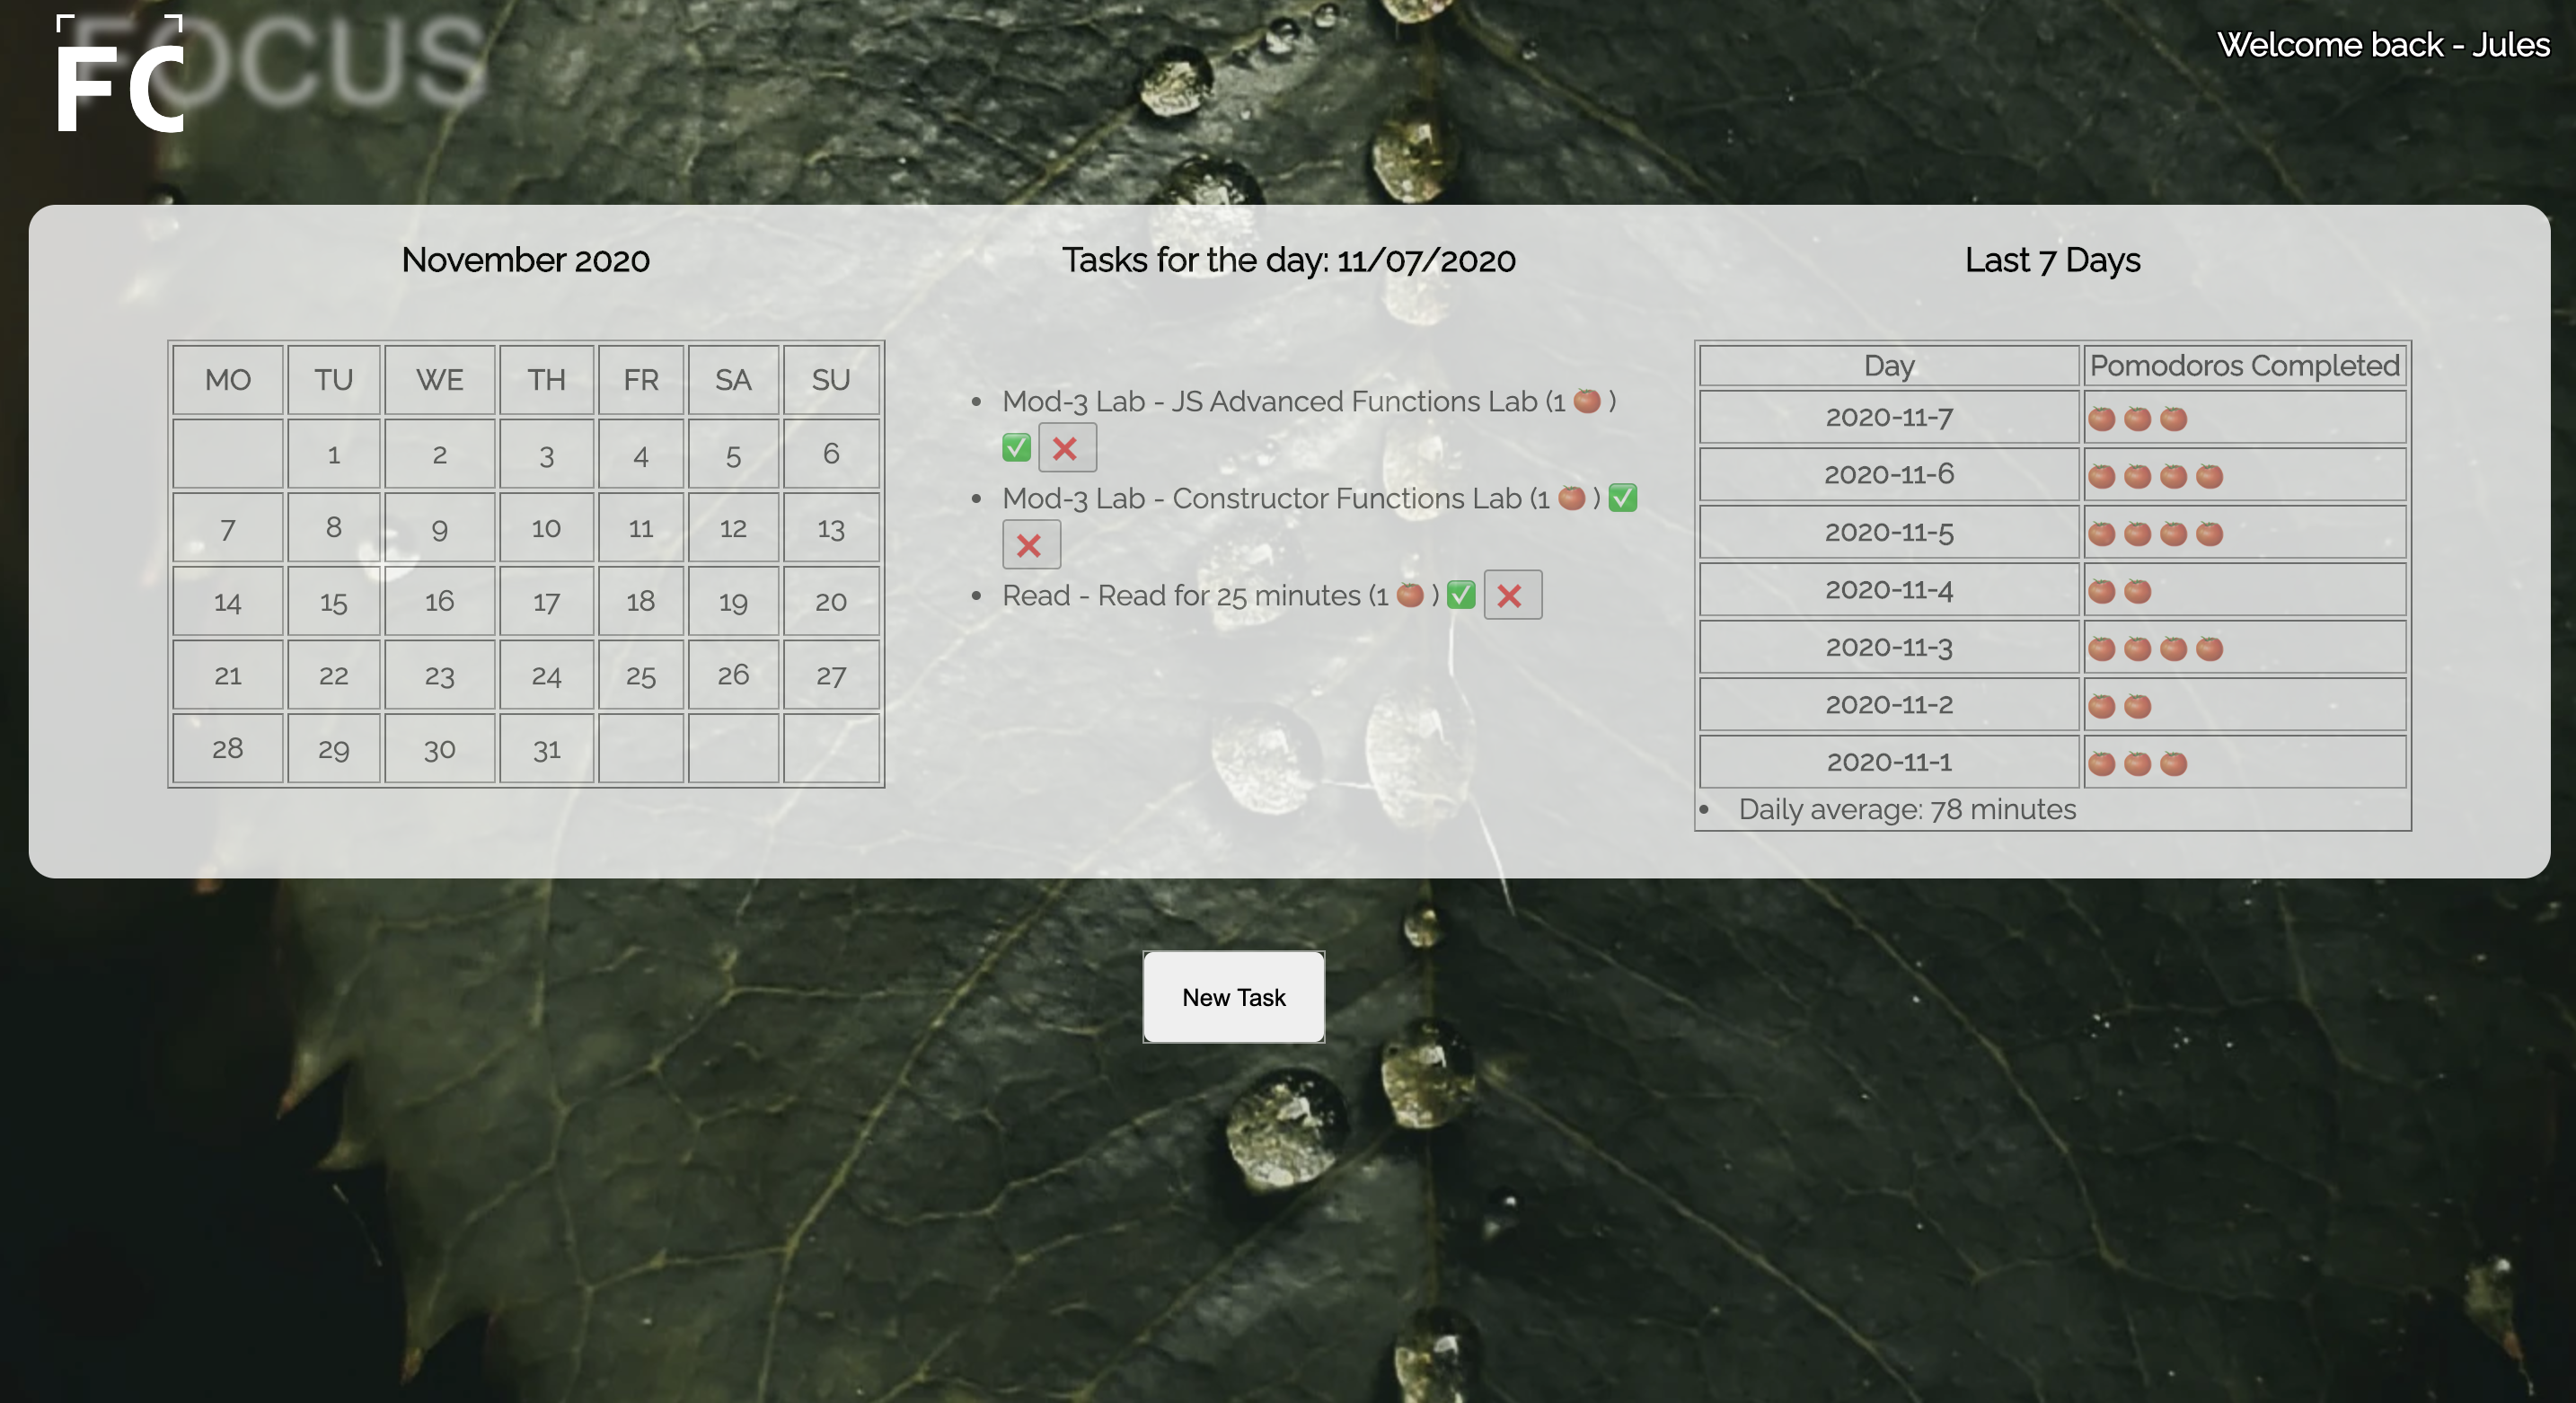 FOCUS
FC
Welcome back - Jules
November 2020
MO TU WE TH FR SA SU
1 2 3 4 5 6
7 8 9 10 11 12 13
14 15 16 17 18 19 20
21 22 23 24 25 26 27
28 29 30 31
Tasks for the day: 11/07/2020
• Mod-3 Lab - JS Advanced Functions Lab (1 🍅 )
✅ ❌
• Mod-3 Lab - Constructor Functions Lab (1 🍅 ) ✅
❌
• Read - Read for 25 minutes (1 🍅 ) ✅ ❌
Last 7 Days
Day Pomodoros Completed
2020-11-7 🍅 🍅 🍅
2020-11-6 🍅 🍅 🍅 🍅
2020-11-5 🍅 🍅 🍅 🍅
2020-11-4 🍅 🍅
2020-11-3 🍅 🍅 🍅 🍅
2020-11-2 🍅 🍅
2020-11-1 🍅 🍅 🍅
• Daily average: 78 minutes
New Task